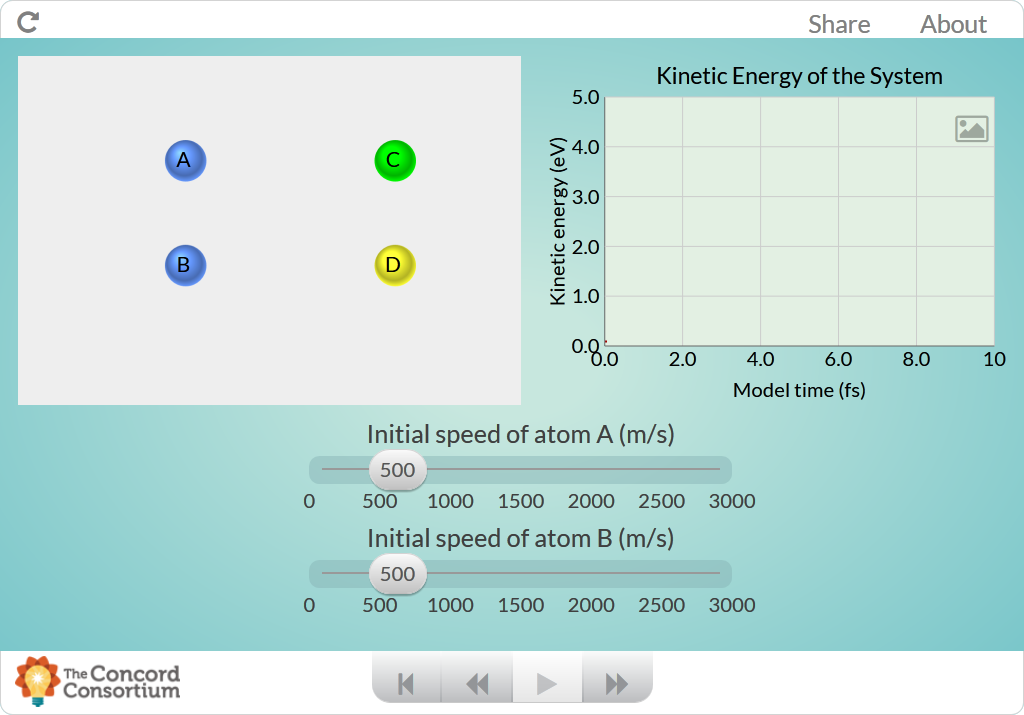 Share About
A C
B D
Kinetic Energy of the System
Kinetic energy (eV)
5.0
4.0
3.0
2.0
1.0
0.0
0.0 2.0 4.0 6.0 8.0 10
Model time (fs)
Initial speed of atom A (m/s)
500
0 500 1000 1500 2000 2500 3000
Initial speed of atom B (m/s)
500
0 500 1000 1500 2000 2500 3000
The Concord
Consortium